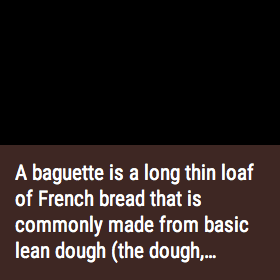 A baguette is a long thin loaf
of French bread that is
commonly made from basic
lean dough (the dough,…